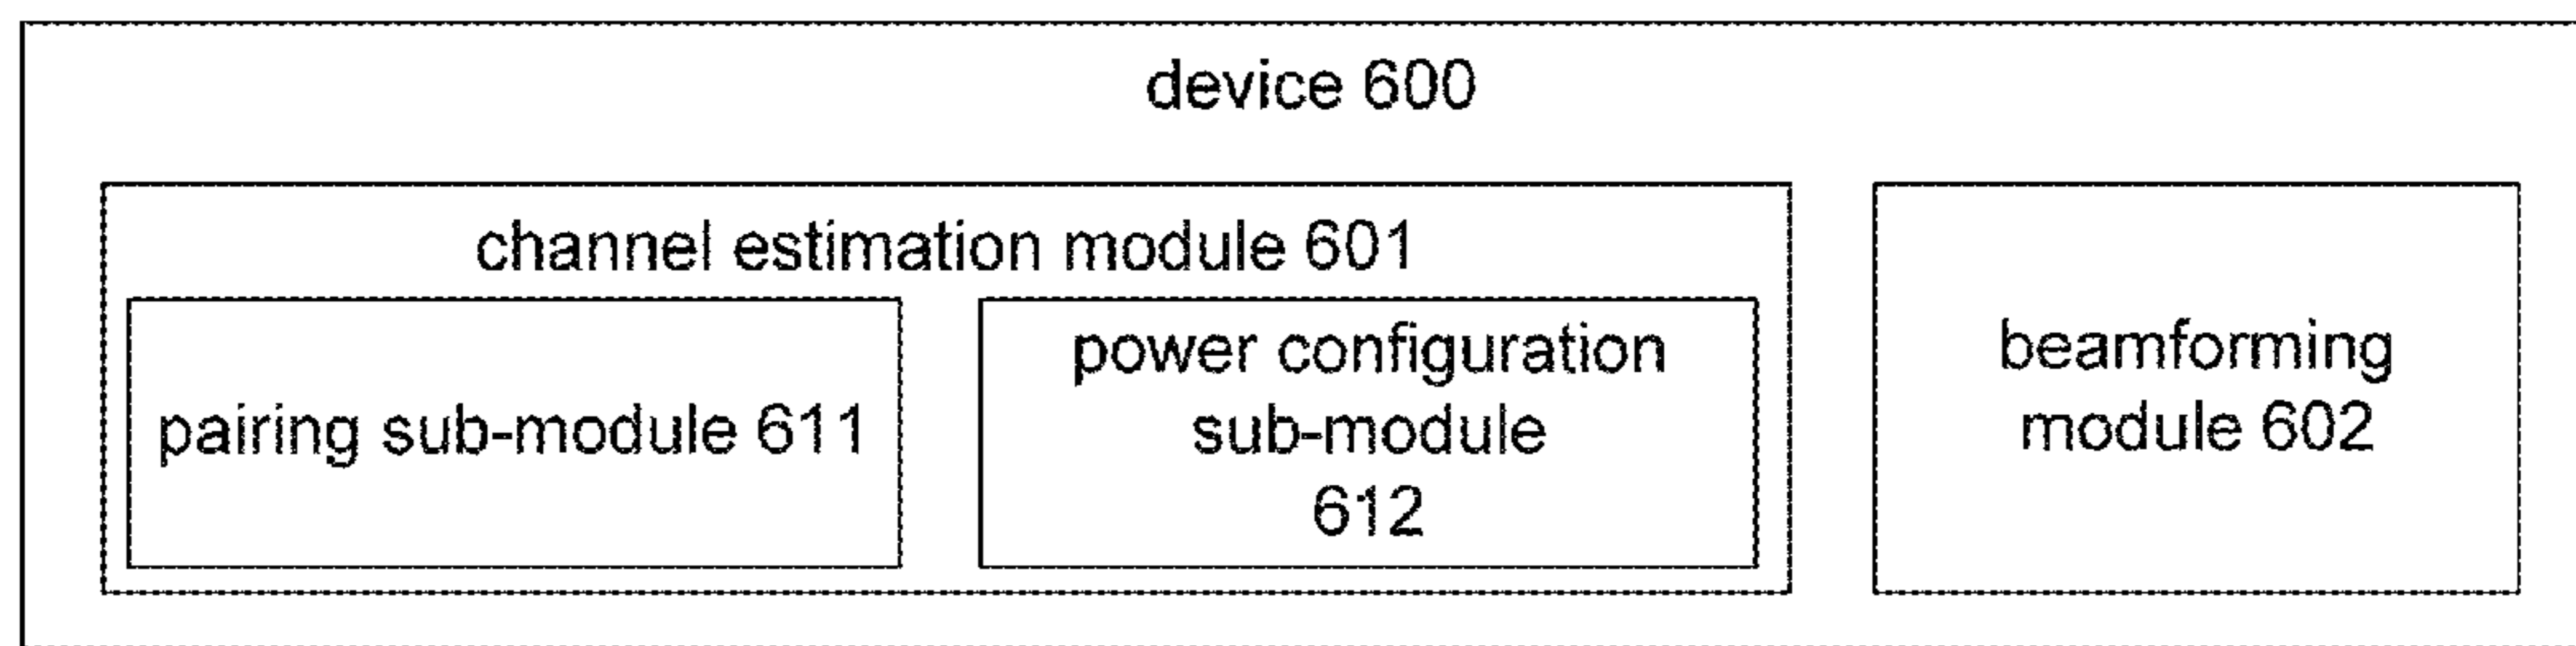 device 600
channel estimation module 601
pairing sub-module 611
power configuration
sub-module
612
beamforming
module 602